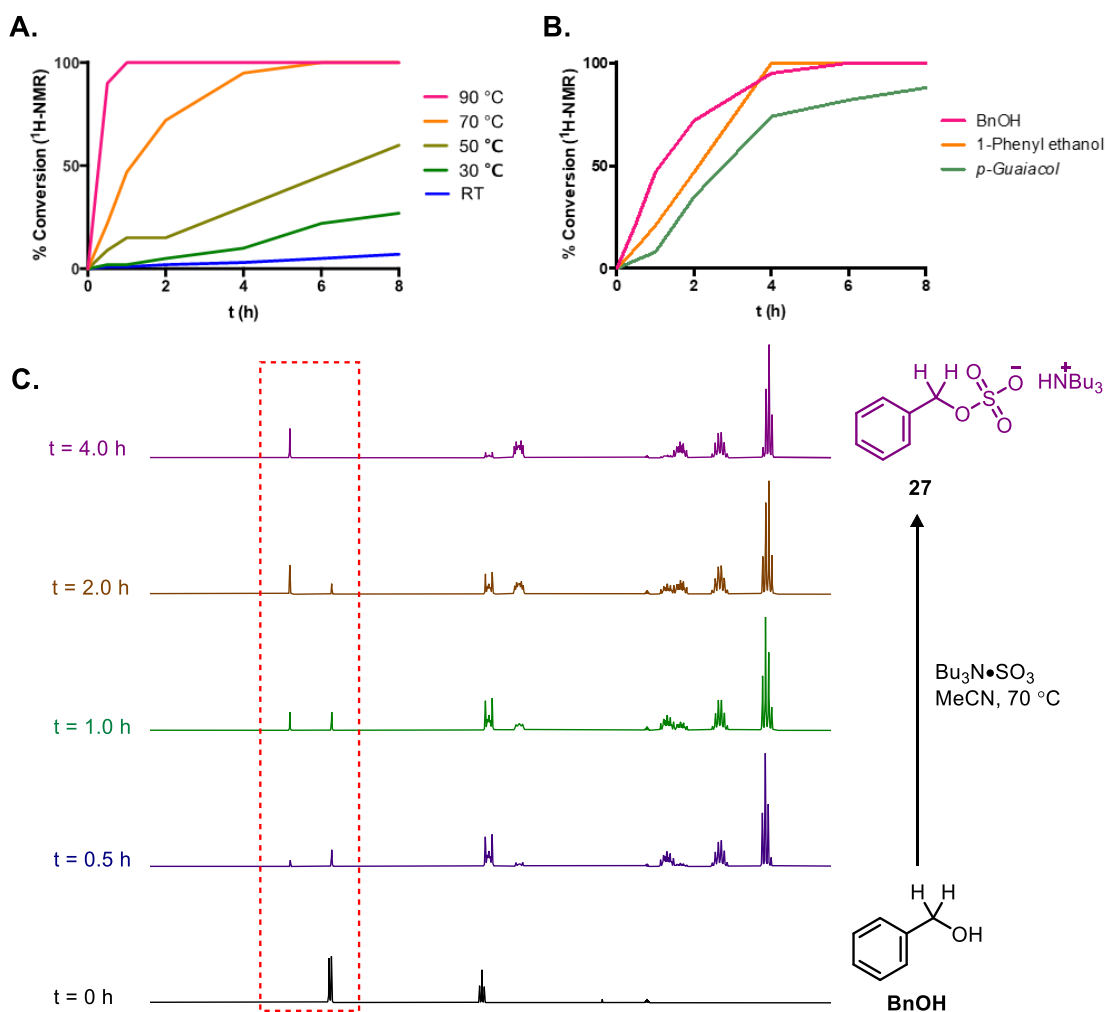 A.
B.
% Conversion (¹H-NMR)
100
50
0
0 2 4 6 8
t (h)
90 °C
70 °C
50 °C
30 °C
RT
% Conversion (¹H-NMR)
100
50
0
0 2 4 6 8
t (h)
BnOH
1-Phenyl ethanol
p-Guaiacol
C.
t = 4.0 h
t = 2.0 h
t = 1.0 h
t = 0.5 h
t = 0 h
H H O − +
O S O HNBu₃
O
27
Bu₃N•SO₃
MeCN, 70 °C
H H
OH
BnOH